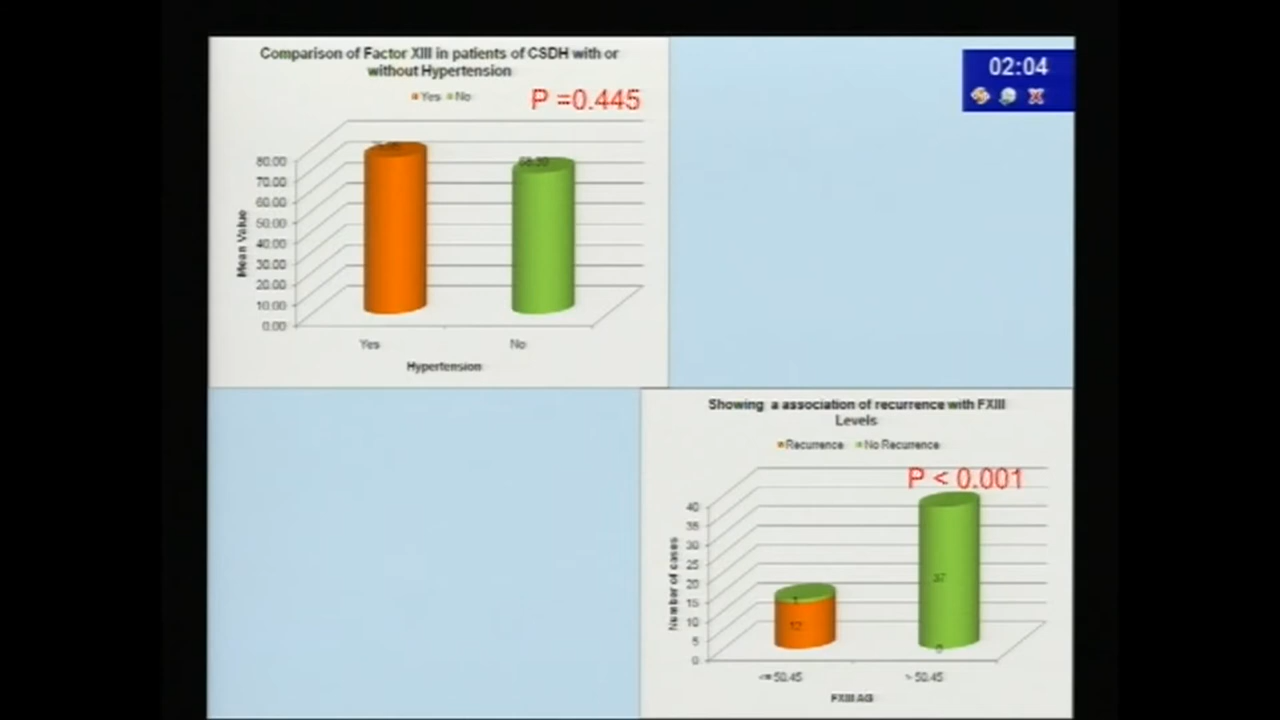 Comparison of Factor XIII in patients of CSDH with or
without Hypertension
Yes No
P =0.445
80.00
70.00
60.00
50.00
40.00
30.00
20.00
10.00
0.00
Mean Value
Yes No
Hypertension
02:04
Showing a association of recurrence with FXIII
Levels
Recurrence No Recurrence
P < 0.001
40
35
30
25
20
15
10
5
0
Number of cases
1
12
37
0
<= 50.45 > 50.45
FXIII AG